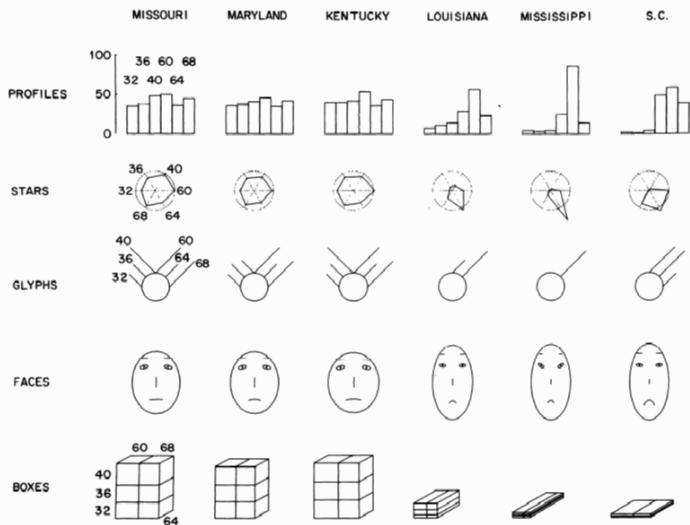 MISSOURI MARYLAND KENTUCKY LOUISIANA MISSISSIPPI S.C.
100
36 60 68
32 40 64
PROFILES
50
0
36 40
STARS
32 60
68 64
40 60
36 64 68
GLYPHS
32
FACES
60 68
40
BOXES
36
32
64